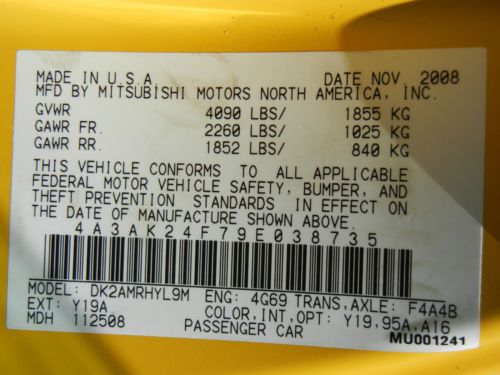 MADE IN U.S.A. DATE NOV. 2008
MFD BY MITSUBISHI MOTORS NORTH AMERICA, INC.
GVWR 4090 LBS/ 1855 KG
GAWR FR. 2260 LBS/ 1025 KG
GAWR RR. 1852 LBS/ 840 KG
THIS VEHICLE CONFORMS TO ALL APPLICABLE
FEDERAL MOTOR VEHICLE SAFETY, BUMPER, AND
THEFT PREVENTION STANDARDS IN EFFECT ON
THE DATE OF MANUFACTURE SHOWN ABOVE.
4A3AK24F79E038735
MODEL: DK2AMRHYL9M ENG: 4G69 TRANS,AXLE: F4A4B
EXT: Y19A COLOR,INT,OPT: Y19,95A,A16
MDH 112508 PASSENGER CAR
MU001241